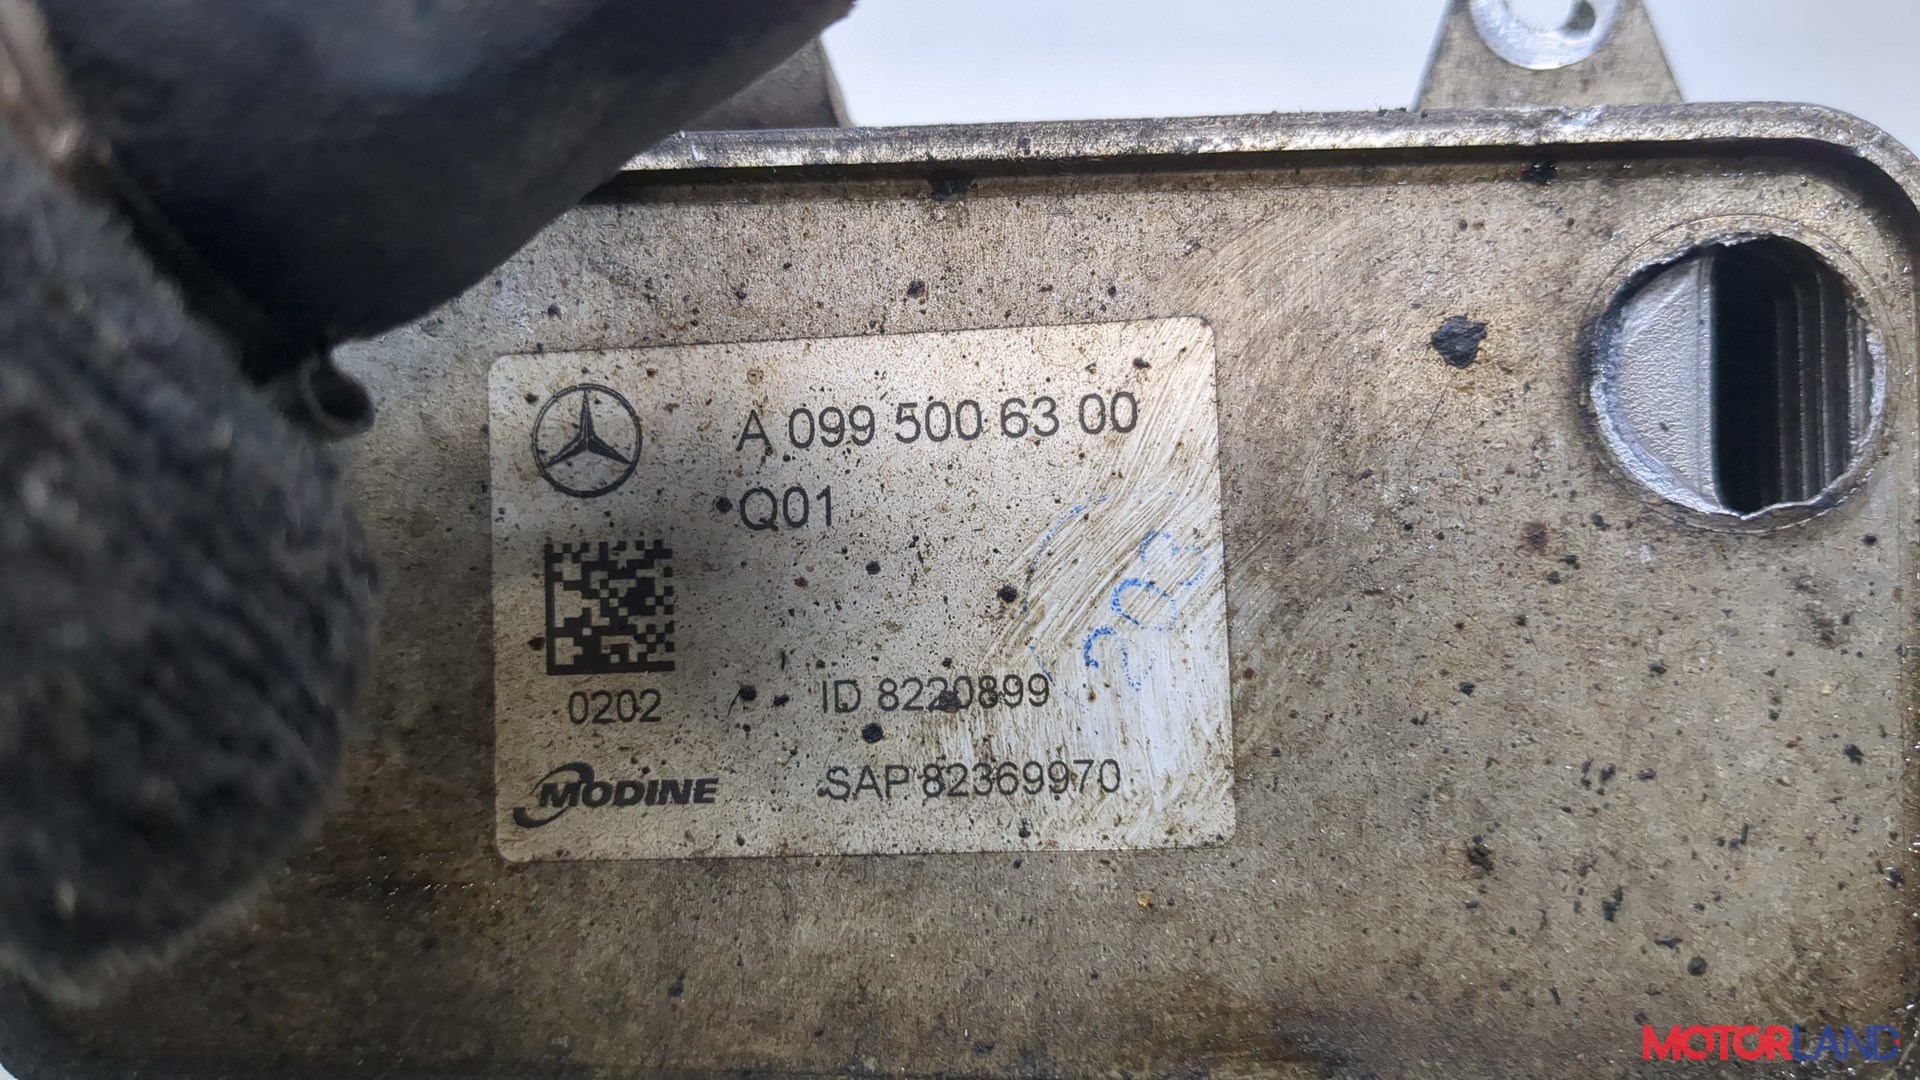 A 099 500 63 00
Q01
0202
ID 8220899
MODINE
SAP 82369970
MOTORLAND